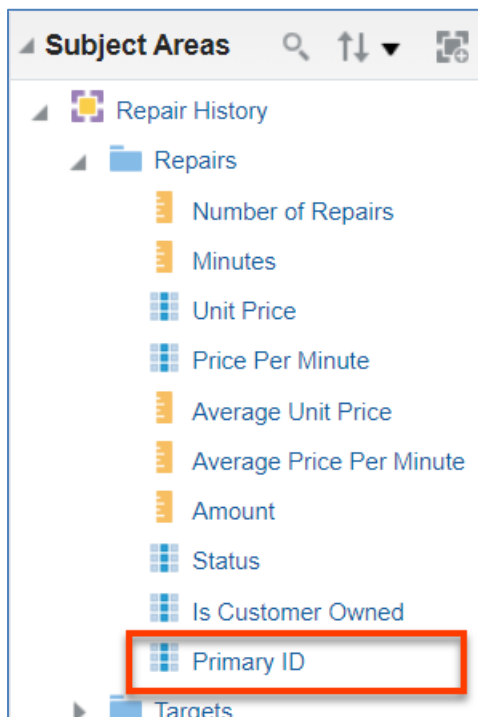 Subject Areas
Repair History
Repairs
Number of Repairs
Minutes
Unit Price
Price Per Minute
Average Unit Price
Average Price Per Minute
Amount
Status
Is Customer Owned
Primary ID
Targets